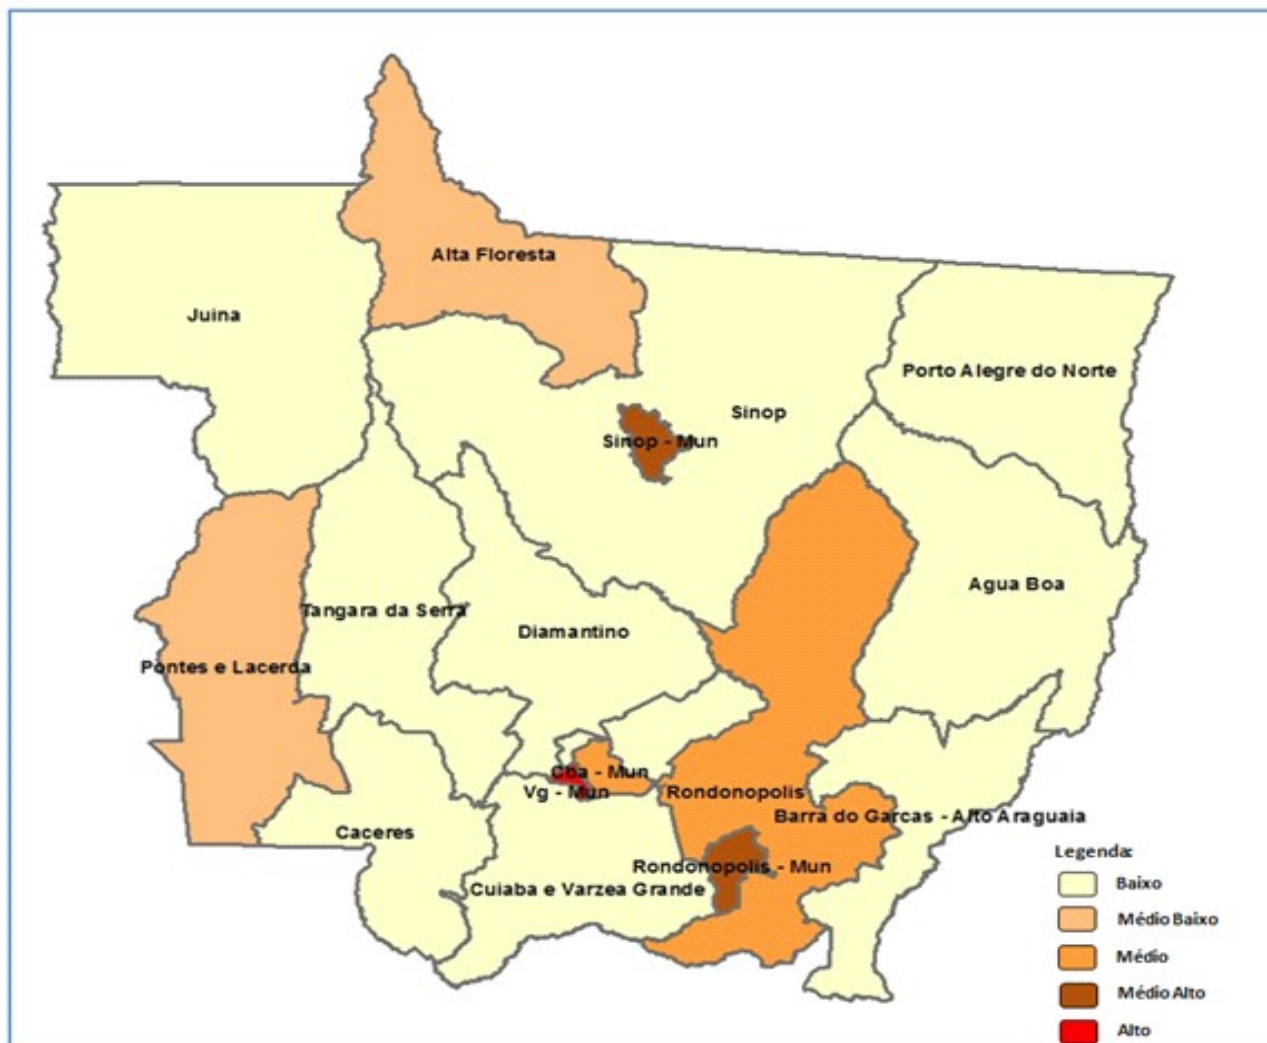 Alta Floresta
Juina
Porto Alegre do Norte
Sinop
Sinop - Mun
Agua Boa
Tangara da Serra
Diamantino
Pontes e Lacerda
Cba - Mun
Vg - Mun
Rondonopolis
Barra do Garcas - Alto Araguaia
Caceres
Rondonopolis - Mun
Cuiaba e Varzea Grande
Legenda:
Baixo
Médio Baixo
Médio
Médio Alto
Alto